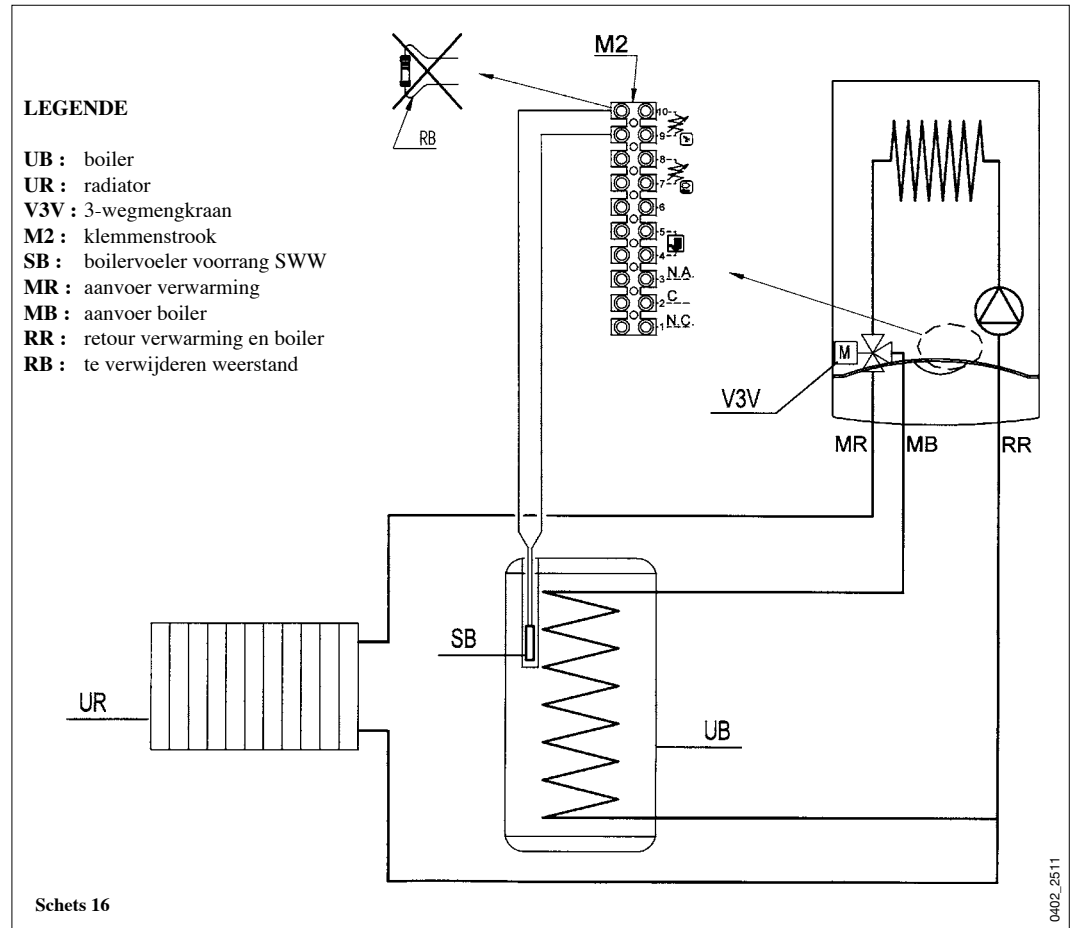 M2
RB
LEGENDE
UB : boiler
UR : radiator
V3V : 3-wegmengkraan
M2 : klemmenstrook
SB : boilervoeler voorrang SWW
MR : aanvoer verwarming
MB : aanvoer boiler
RR : retour verwarming en boiler
RB : te verwijderen weerstand
10
9
8
7
6
5
4
3 N.A.
2 C
1 N.C.
M
V3V
MR
MB
RR
SB
UR
UB
Schets 16
0402_2511